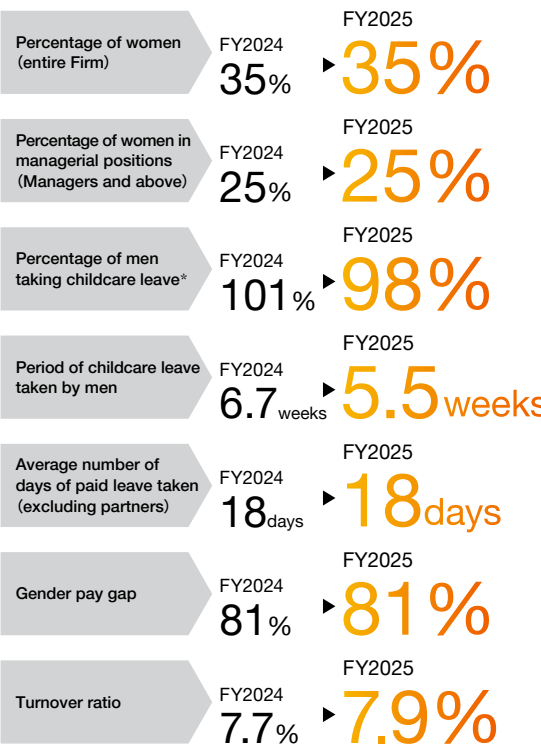 Percentage of women
(entire Firm)
FY2024
35%
FY2025
35%
Percentage of women in
managerial positions
(Managers and above)
FY2024
25%
FY2025
25%
Percentage of men
taking childcare leave*
FY2024
101%
FY2025
98%
Period of childcare leave
taken by men
FY2024
6.7weeks
FY2025
5.5weeks
Average number of
days of paid leave taken
(excluding partners)
FY2024
18days
FY2025
18days
Gender pay gap
FY2024
81%
FY2025
81%
Turnover ratio
FY2024
7.7%
FY2025
7.9%